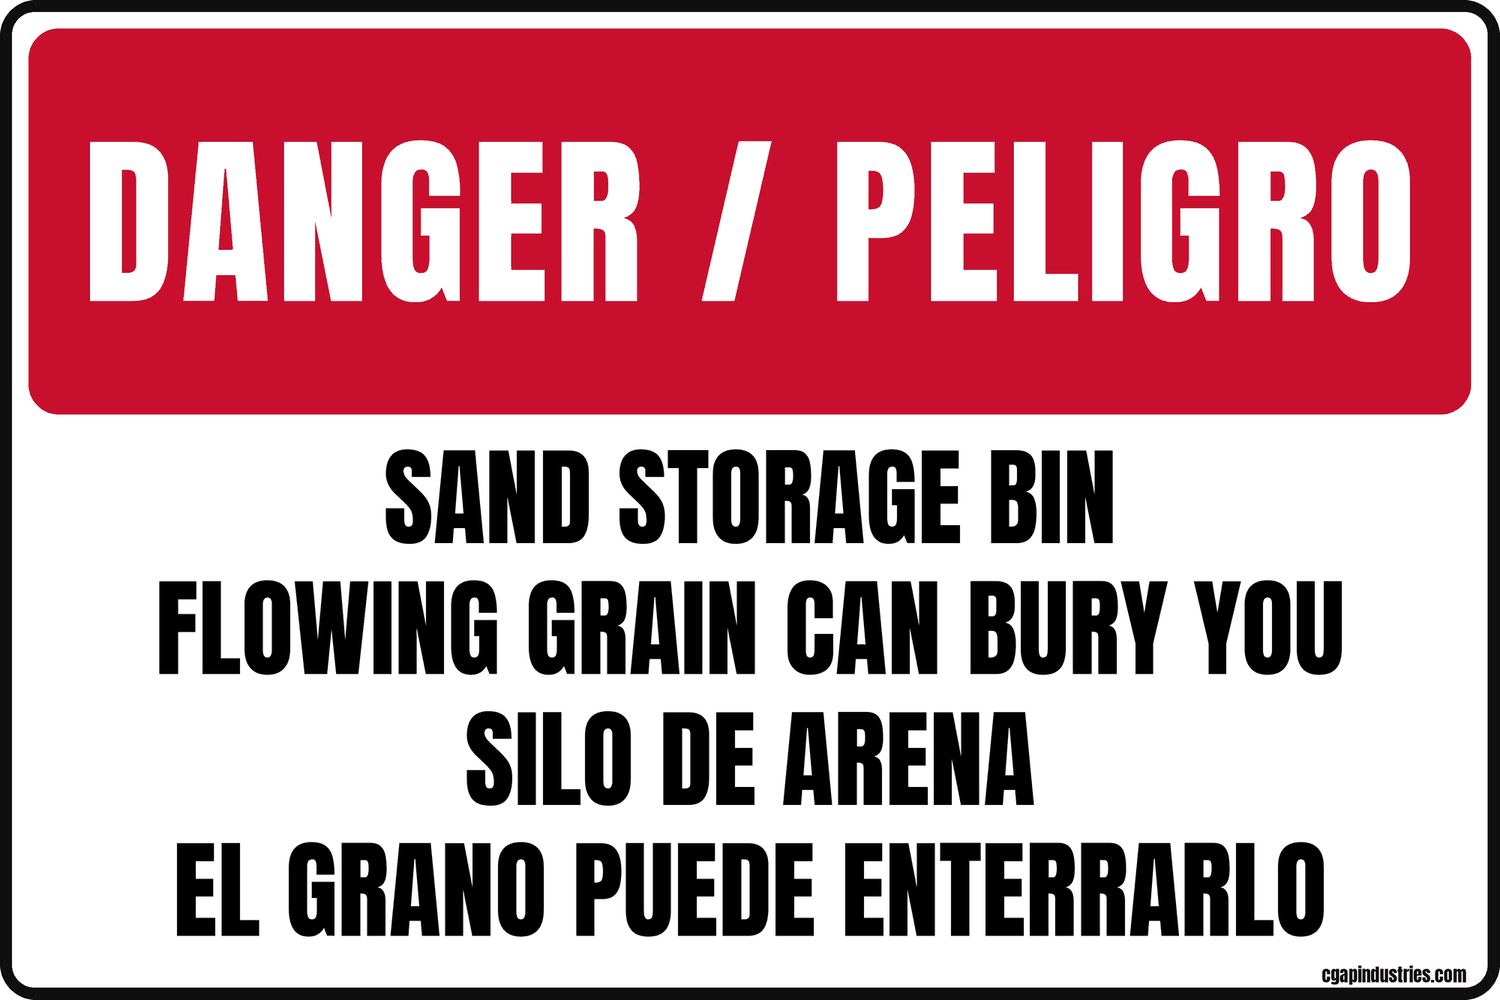 DANGER / PELIGRO
SAND STORAGE BIN
FLOWING GRAIN CAN BURY YOU
SILO DE ARENA
EL GRANO PUEDE ENTERRARLO
cgapindustries.com